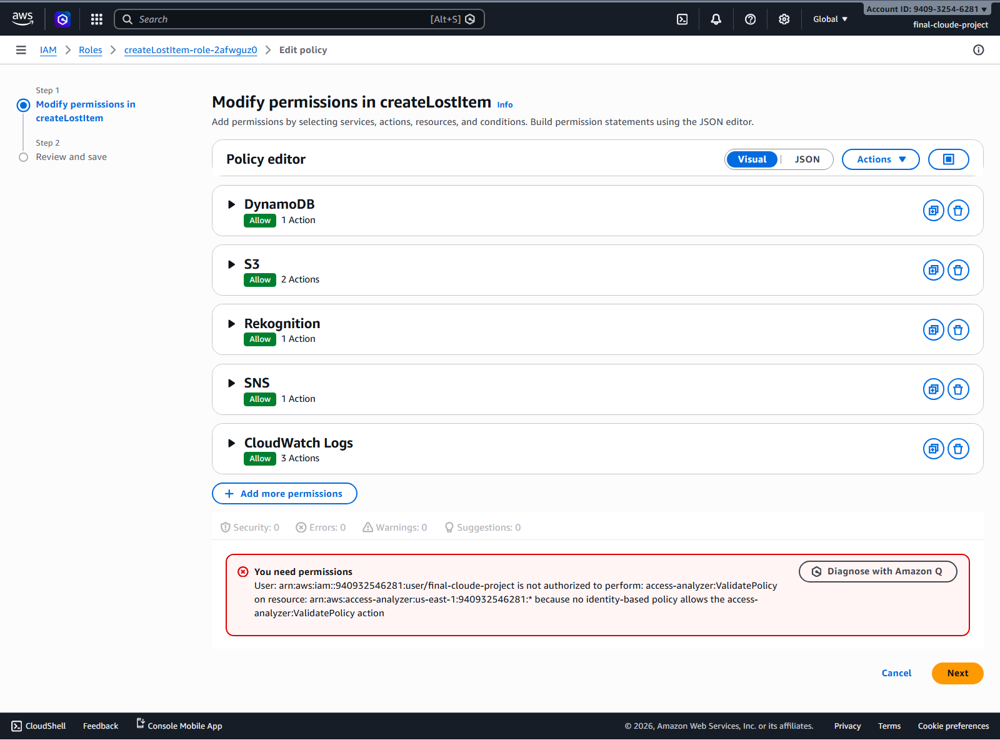 aws
Search
[Alt+S]
Global
Account ID: 9409-3254-6281
final-cloude-project
IAM
Roles
createLostItem-role-2afwguz0
Edit policy
Step 1
Modify permissions in
createLostItem
Step 2
Review and save
Modify permissions in createLostItem Info
Add permissions by selecting services, actions, resources, and conditions. Build permission statements using the JSON editor.
Policy editor
Visual
JSON
Actions
DynamoDB
Allow 1 Action
S3
Allow 2 Actions
Rekognition
Allow 1 Action
SNS
Allow 1 Action
CloudWatch Logs
Allow 3 Actions
Add more permissions
Security: 0
Errors: 0
Warnings: 0
Suggestions: 0
You need permissions
User: arn:aws:iam::940932546281:user/final-cloude-project is not authorized to perform: access-analyzer:ValidatePolicy
on resource: arn:aws:access-analyzer:us-east-1:940932546281:* because no identity-based policy allows the access-
analyzer:ValidatePolicy action
Diagnose with Amazon Q
Cancel
Next
CloudShell
Feedback
Console Mobile App
© 2026, Amazon Web Services, Inc. or its affiliates.
Privacy
Terms
Cookie preferences